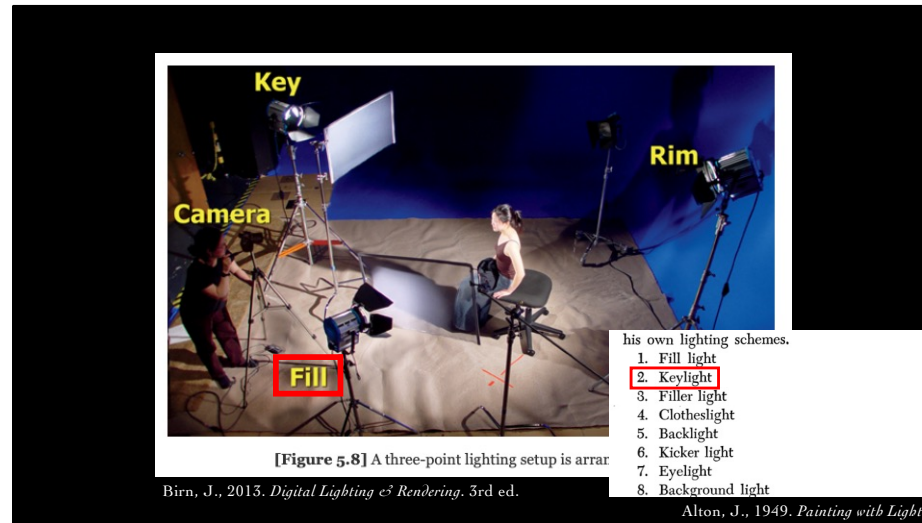 Key
Rim
Camera
Fill
[Figure 5.8] A three-point lighting setup is
Birn, J., 2013. Digital Lighting & Rendering. 3rd ed.
his own lighting schemes.
1. Fill light
2. Keylight
3. Filler light
4. Clotheslight
5. Backlight
6. Kicker light
7. Eyelight
8. Background light
Alton, J., 1949. Painting with Light